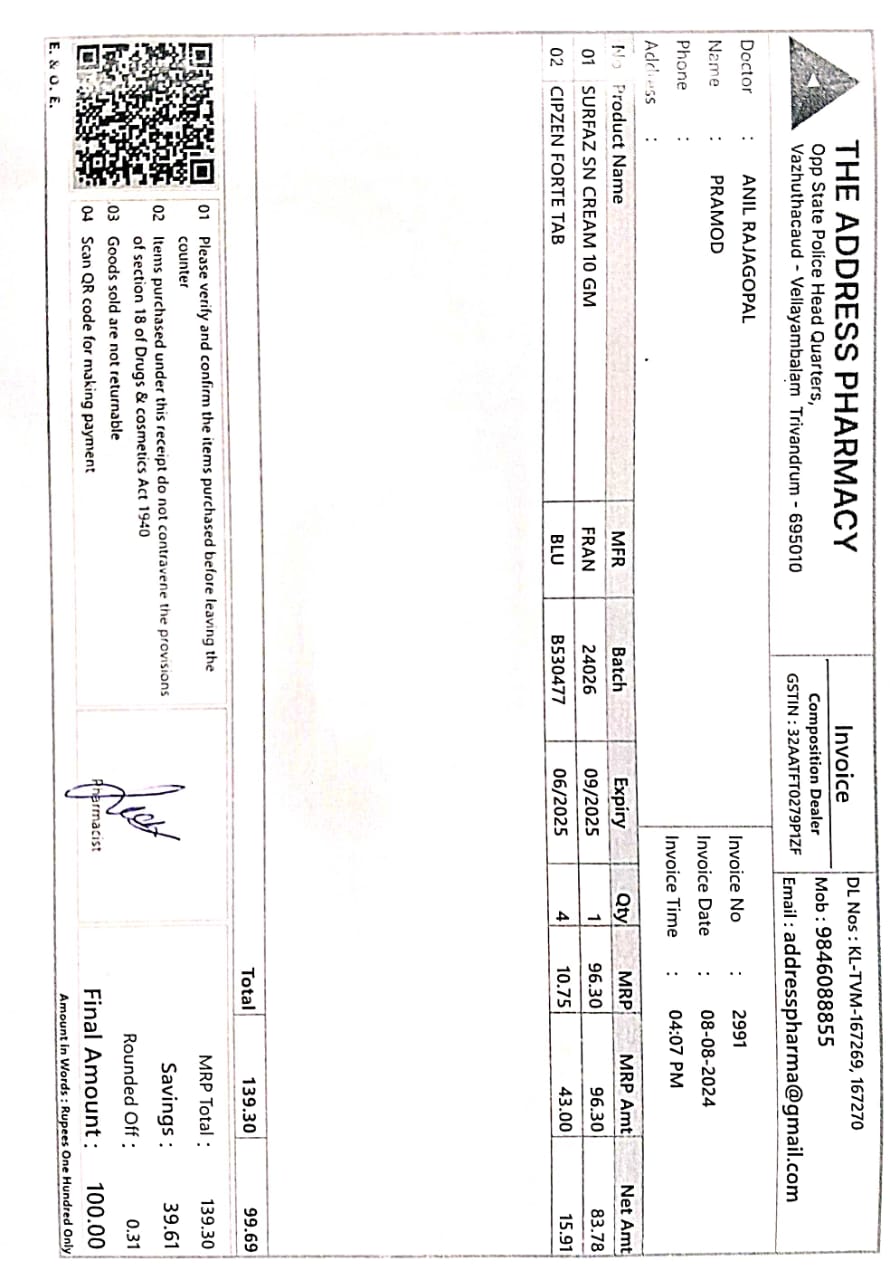 THE ADDRESS PHARMACY
Opp State Police Head Quarters,
Vazhuthacaud - Vellayambalam Trivandrum - 695010
Invoice
Composition Dealer
GSTIN : 32AATFT0279P1ZF
DL Nos : KL-TVM-167269, 167270
Mob : 9846088855
Email : addresspharma@gmail.com
Doctor : ANIL RAJAGOPAL
Name : PRAMOD
Phone :
Address :
Invoice No : 2991
Invoice Date : 08-08-2024
Invoice Time : 04:07 PM
No Product Name MFR Batch Expiry Qty MRP MRP Amt Net Amt
01 SURFAZ SN CREAM 10 GM FRAN 24026 09/2025 1 96.30 96.30 83.78
02 CIPZEN FORTE TAB BLU B530477 06/2025 4 10.75 43.00 15.91
Total 139.30 99.69
01 Please verify and confirm the items purchased before leaving the
counter
02 Items purchased under this receipt do not contravene the provisions
of section 18 of Drugs & cosmetics Act 1940
03 Goods sold are not returnable
04 Scan QR code for making payment
Pharmacist
MRP Total : 139.30
Savings : 39.61
Rounded Off : 0.31
Final Amount : 100.00
Amount in Words : Rupees One Hundred Only
E. & O. E.